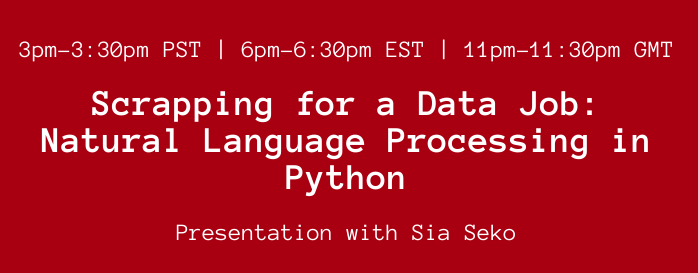 3pm-3:30pm PST | 6pm-6:30pm EST | 11pm-11:30pm GMT
Scrapping for a Data Job:
Natural Language Processing in
Python
Presentation with Sia Seko